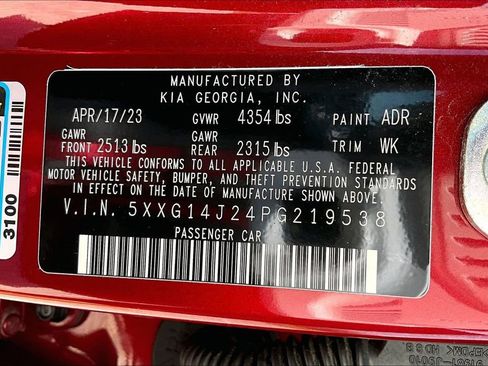 MANUFACTURED BY
KIA GEORGIA, INC.
APR/17/23 GVWR 4354 lbs PAINT ADR
GAWR FRONT 2513 lbs GAWR REAR 2315 lbs TRIM WK
THIS VEHICLE CONFORMS TO ALL APPLICABLE U.S.A. FEDERAL
MOTOR VEHICLE SAFETY, BUMPER, AND THEFT PREVENTION STANDARDS
IN EFFECT ON THE DATE OF MANUFACTURE SHOWN ABOVE.
V.I.N. 5XXG14J24PG219538
PASSENGER CAR
3100